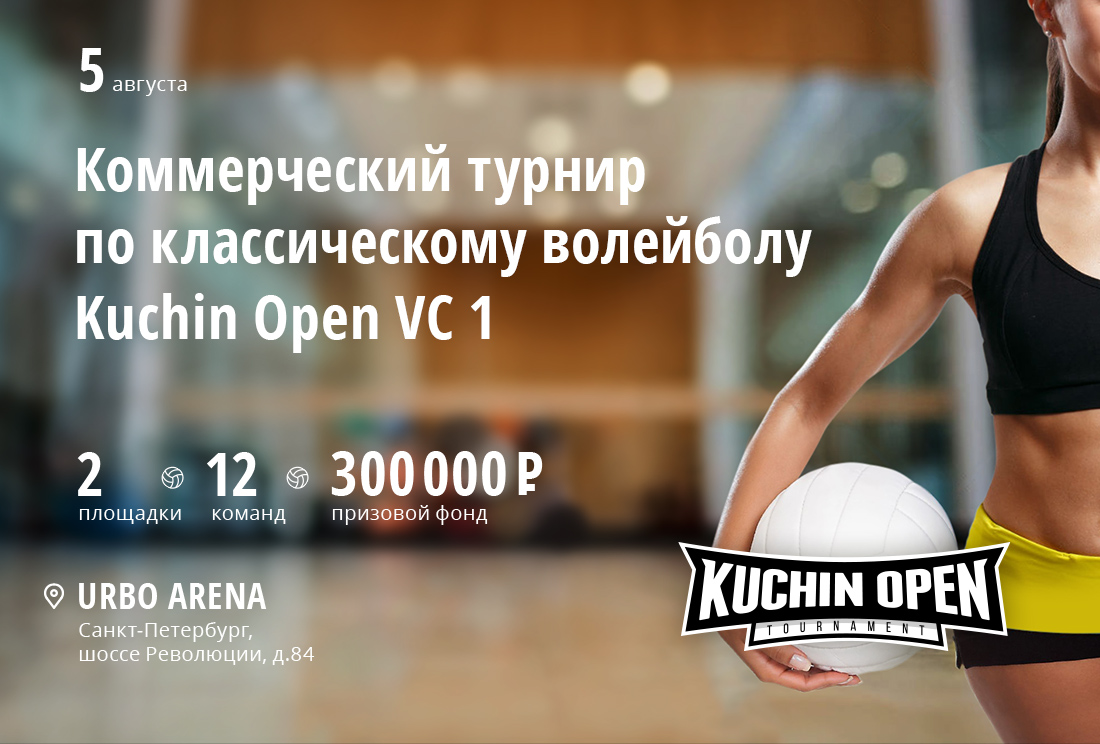 5 августа
Коммерческий турнир
по классическому волейболу
Kuchin Open VC 1
2 12 300 000 ₽
площадки команд призовой фонд
URBO ARENA
Санкт-Петербург,
шоссе Революции, д.84
KUCHIN OPEN
TOURNAMENT